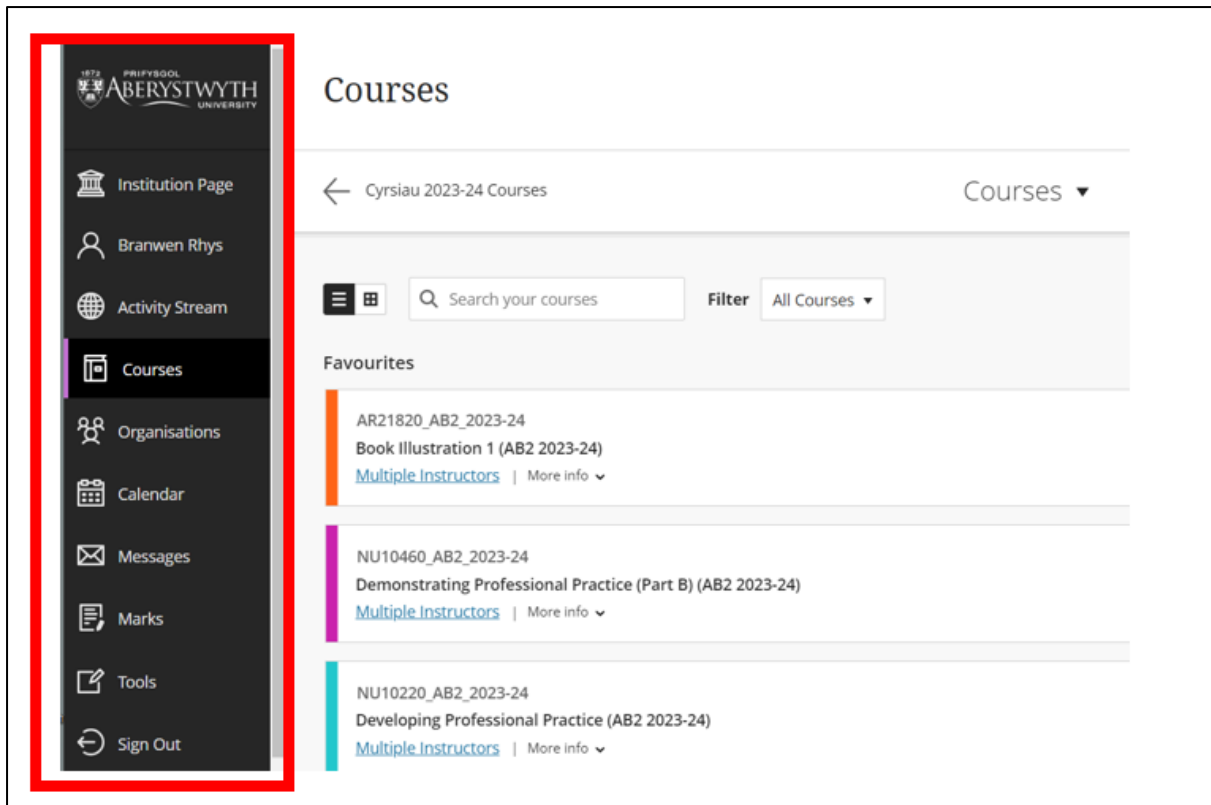 1872 PRIFYSGOL
ABERYSTWYTH
UNIVERSITY
Institution Page
Branwen Rhys
Activity Stream
Courses
Organisations
Calendar
Messages
Marks
Tools
Sign Out
Courses
Cyrsiau 2023-24 Courses
Courses
Search your courses
Filter All Courses
Favourites
AR21820_AB2_2023-24
Book Illustration 1 (AB2 2023-24)
Multiple Instructors | More info
NU10460_AB2_2023-24
Demonstrating Professional Practice (Part B) (AB2 2023-24)
Multiple Instructors | More info
NU10220_AB2_2023-24
Developing Professional Practice (AB2 2023-24)
Multiple Instructors | More info